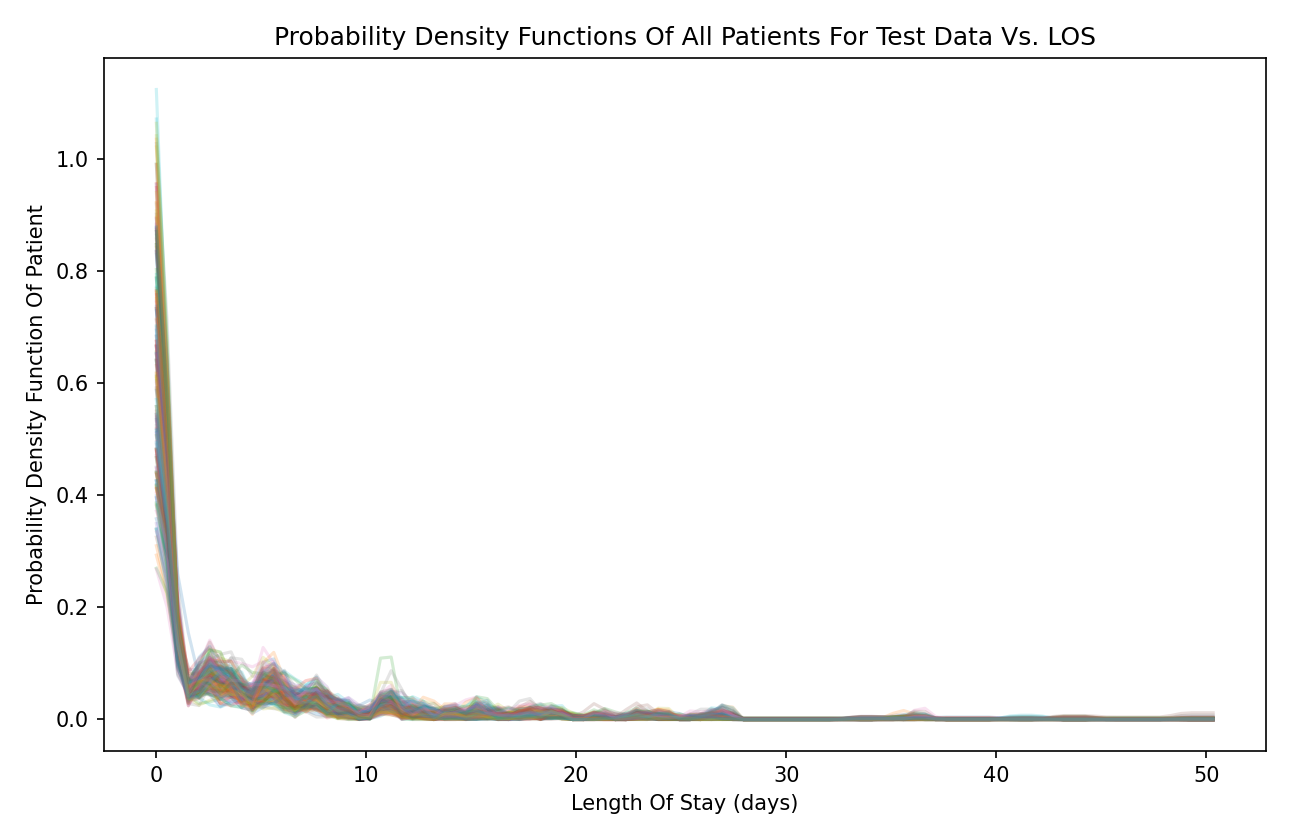 Probability Density Functions Of All Patients For Test Data Vs. LOS
Probability Density Function Of Patient
1.0
0.8
0.6
0.4
0.2
0.0
0 10 20 30 40 50
Length Of Stay (days)